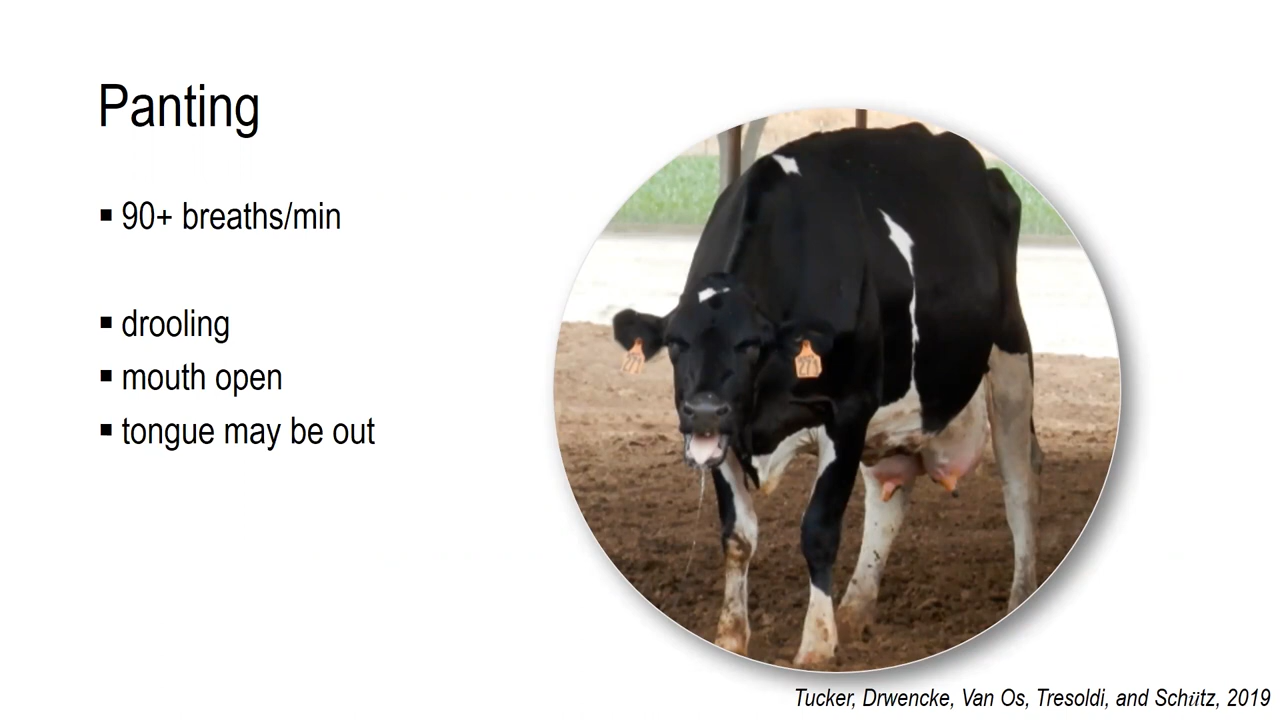 Panting
▪ 90+ breaths/min
▪ drooling
▪ mouth open
▪ tongue may be out
271
Tucker, Drwencke, Van Os, Tresoldi, and Schütz, 2019